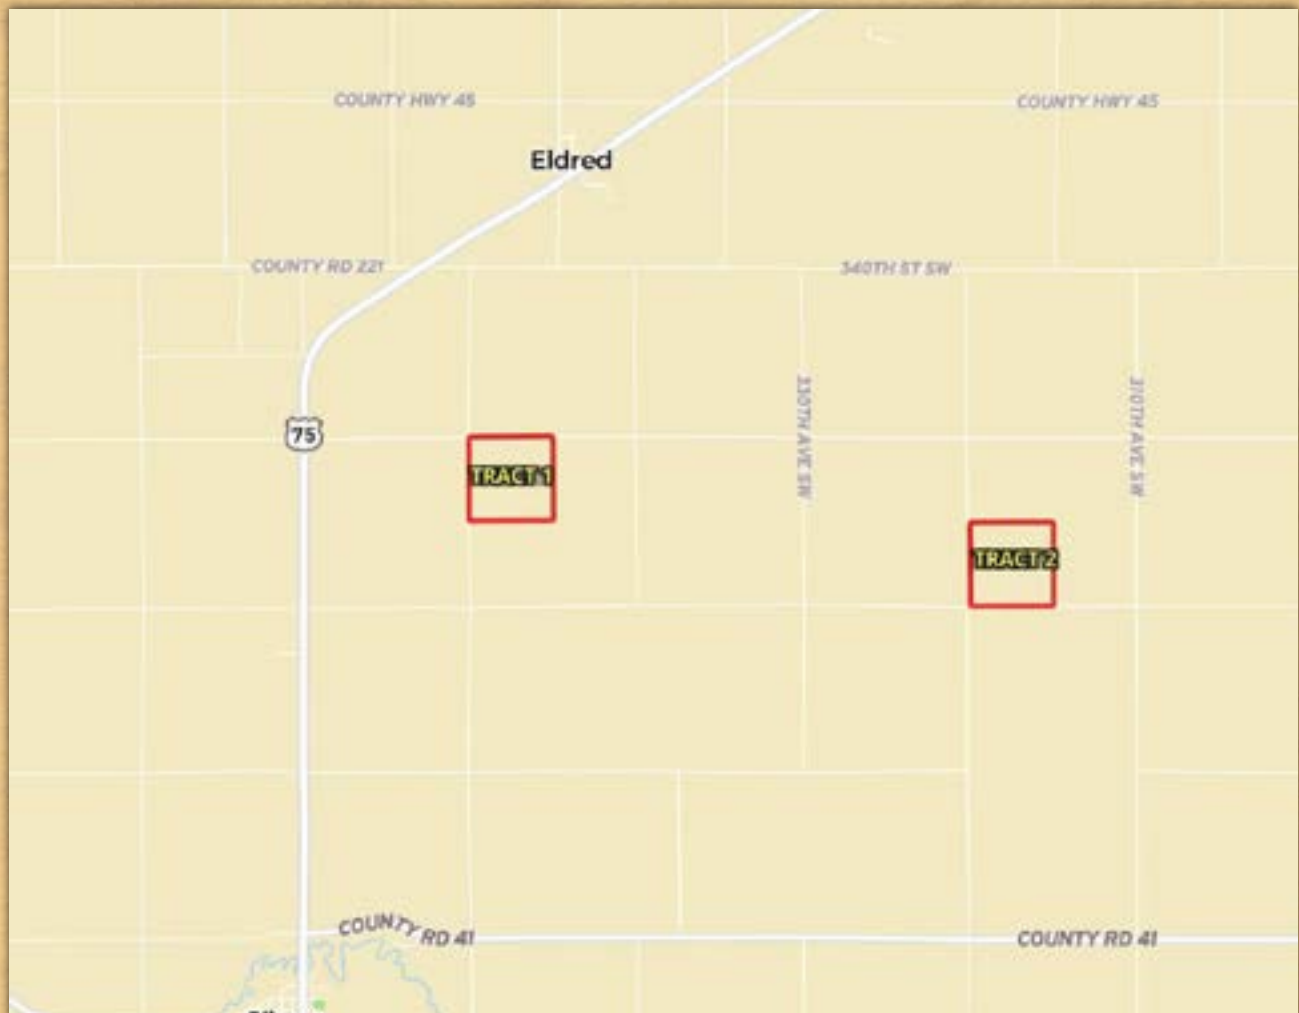 COUNTY HWY 45
COUNTY HWY 45
Eldred
COUNTY RD 221
340TH ST SW
330TH AVE SW
310TH AVE SW
75
TRACT 1
TRACT 2
COUNTY RD 41
COUNTY RD 41